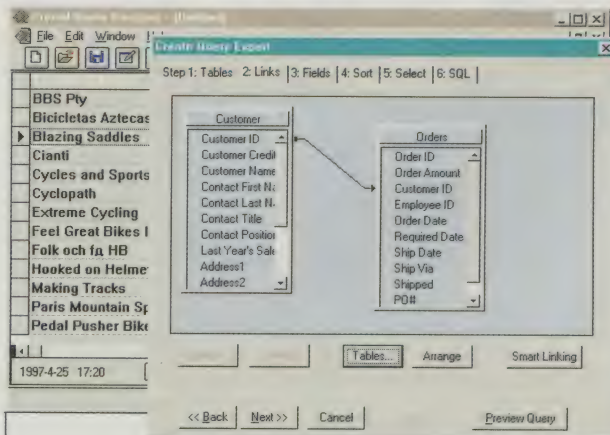 File Edit Window
Create Query Expert
Step 1: Tables 2: Links 3: Fields 4: Sort 5: Select 6: SQL
BBS Pty
Bicicletas Aztecas
Blazing Saddles
Cianti
Cycles and Sports
Cyclopath
Extreme Cycling
Feel Great Bikes I
Folk och fä HB
Hooked on Helme
Making Tracks
Paris Mountain Sp
Pedal Pusher Bike
1997-4-25 17:20
Customer
Customer ID
Customer Credit
Customer Name
Contact First Na
Contact Last Na
Contact Title
Contact Position
Last Year's Sale
Address1
Address2
Orders
Order ID
Order Amount
Customer ID
Employee ID
Order Date
Required Date
Ship Date
Ship Via
Shipped
PO#
Tables... Arrange Smart Linking
<< Back Next >> Cancel Preview Query